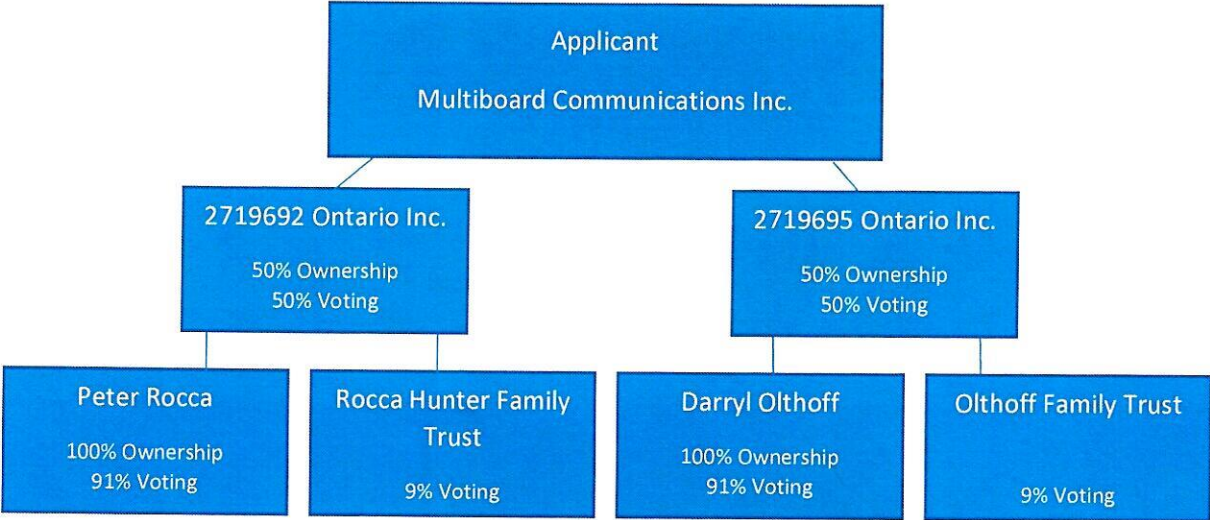 Applicant
Multiboard Communications Inc.
2719692 Ontario Inc.
50% Ownership
50% Voting
2719695 Ontario Inc.
50% Ownership
50% Voting
Peter Rocca
100% Ownership
91% Voting
Rocca Hunter Family
Trust
9% Voting
Darryl Olthoff
100% Ownership
91% Voting
Olthoff Family Trust
9% Voting